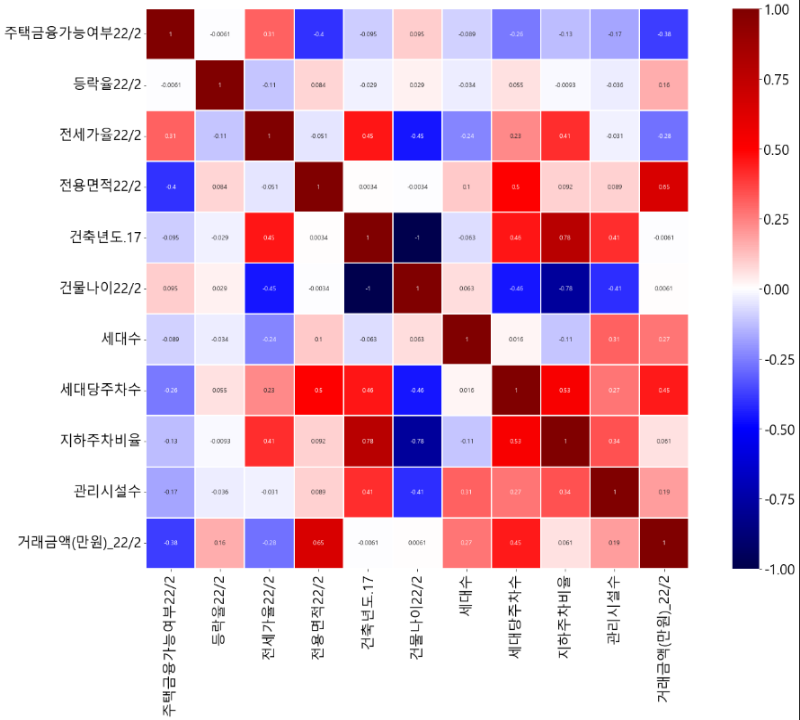 주택금융가능여부22/2 1 -0.0061 0.31 -0.4 -0.095 0.095 -0.089 -0.26 -0.13 -0.17 -0.38
등락율22/2 -0.0061 1 -0.11 0.084 -0.029 0.029 -0.034 0.055 -0.0093 -0.036 0.16
전세가율22/2 0.31 -0.11 1 -0.051 0.45 -0.45 -0.24 0.23 0.41 -0.031 -0.28
전용면적22/2 -0.4 0.084 -0.051 1 0.0034 -0.0034 0.1 0.5 0.092 0.089 0.65
건축년도.17 -0.095 -0.029 0.45 0.0034 1 -1 -0.063 0.46 0.78 0.41 -0.0061
건물나이22/2 0.095 0.029 -0.45 -0.0034 -1 1 0.063 -0.46 -0.78 -0.41 0.0061
세대수 -0.089 -0.034 -0.24 0.1 -0.063 0.063 1 0.016 -0.11 0.31 0.27
세대당주차수 -0.26 0.055 0.23 0.5 0.46 -0.46 0.016 1 0.53 0.27 0.45
지하주차비율 -0.13 -0.0093 0.41 0.092 0.78 -0.78 -0.11 0.53 1 0.34 0.061
관리시설수 -0.17 -0.036 -0.031 0.089 0.41 -0.41 0.31 0.27 0.34 1 0.19
거래금액(만원)_22/2 -0.38 0.16 -0.28 0.65 -0.0061 0.0061 0.27 0.45 0.061 0.19 1
주택금융가능여부22/2
등락율22/2
전세가율22/2
전용면적22/2
건축년도.17
건물나이22/2
세대수
세대당주차수
지하주차비율
관리시설수
거래금액(만원)_22/2
1.00
0.75
0.50
0.25
0.00
-0.25
-0.50
-0.75
-1.00